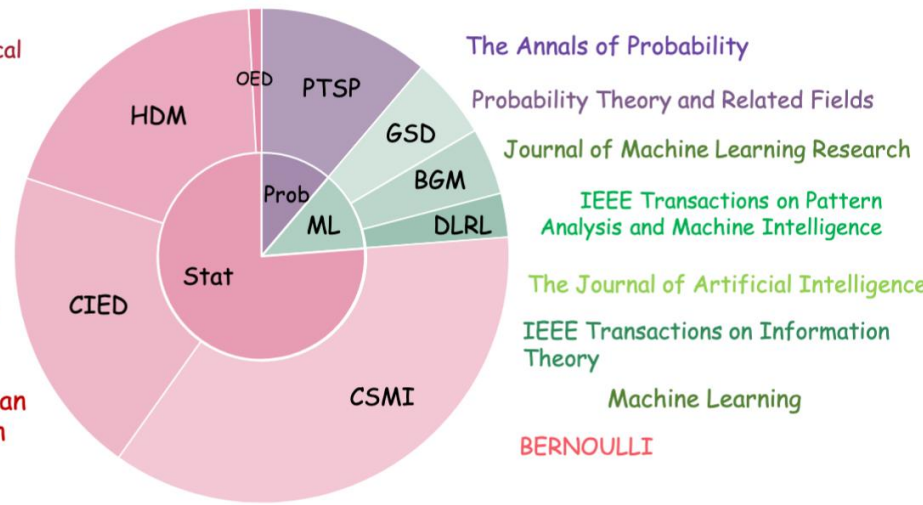 cal
an
n
OED
PTSP
HDM
GSD
BGM
Prob
ML
DLRL
Stat
CIED
CSMI
The Annals of Probability
Probability Theory and Related Fields
Journal of Machine Learning Research
IEEE Transactions on Pattern
Analysis and Machine Intelligence
The Journal of Artificial Intelligence
IEEE Transactions on Information
Theory
Machine Learning
BERNOULLI